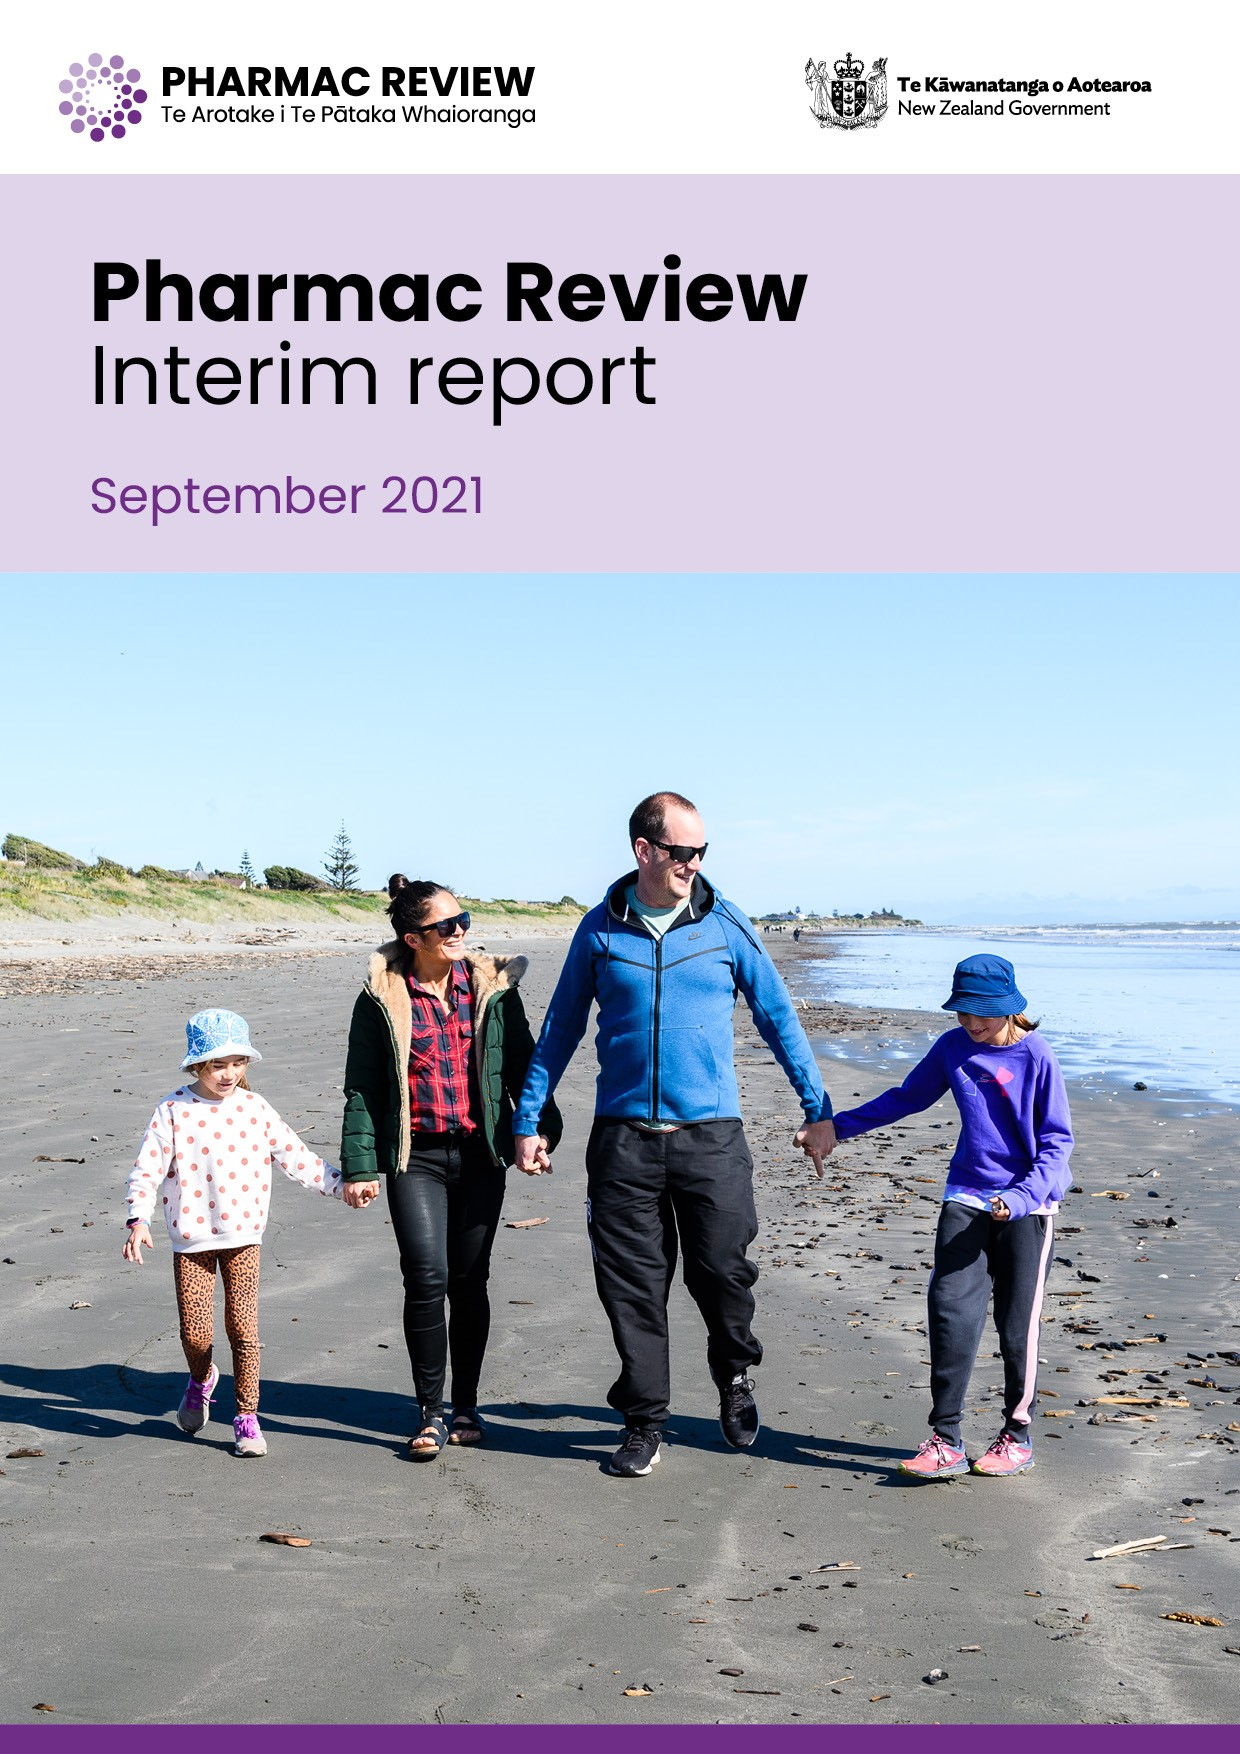 PHARMAC REVIEW
Te Arotake i Te Pātaka Whaioranga
Te Kāwanatanga o Aotearoa
New Zealand Government
Pharmac Review
Interim report
September 2021